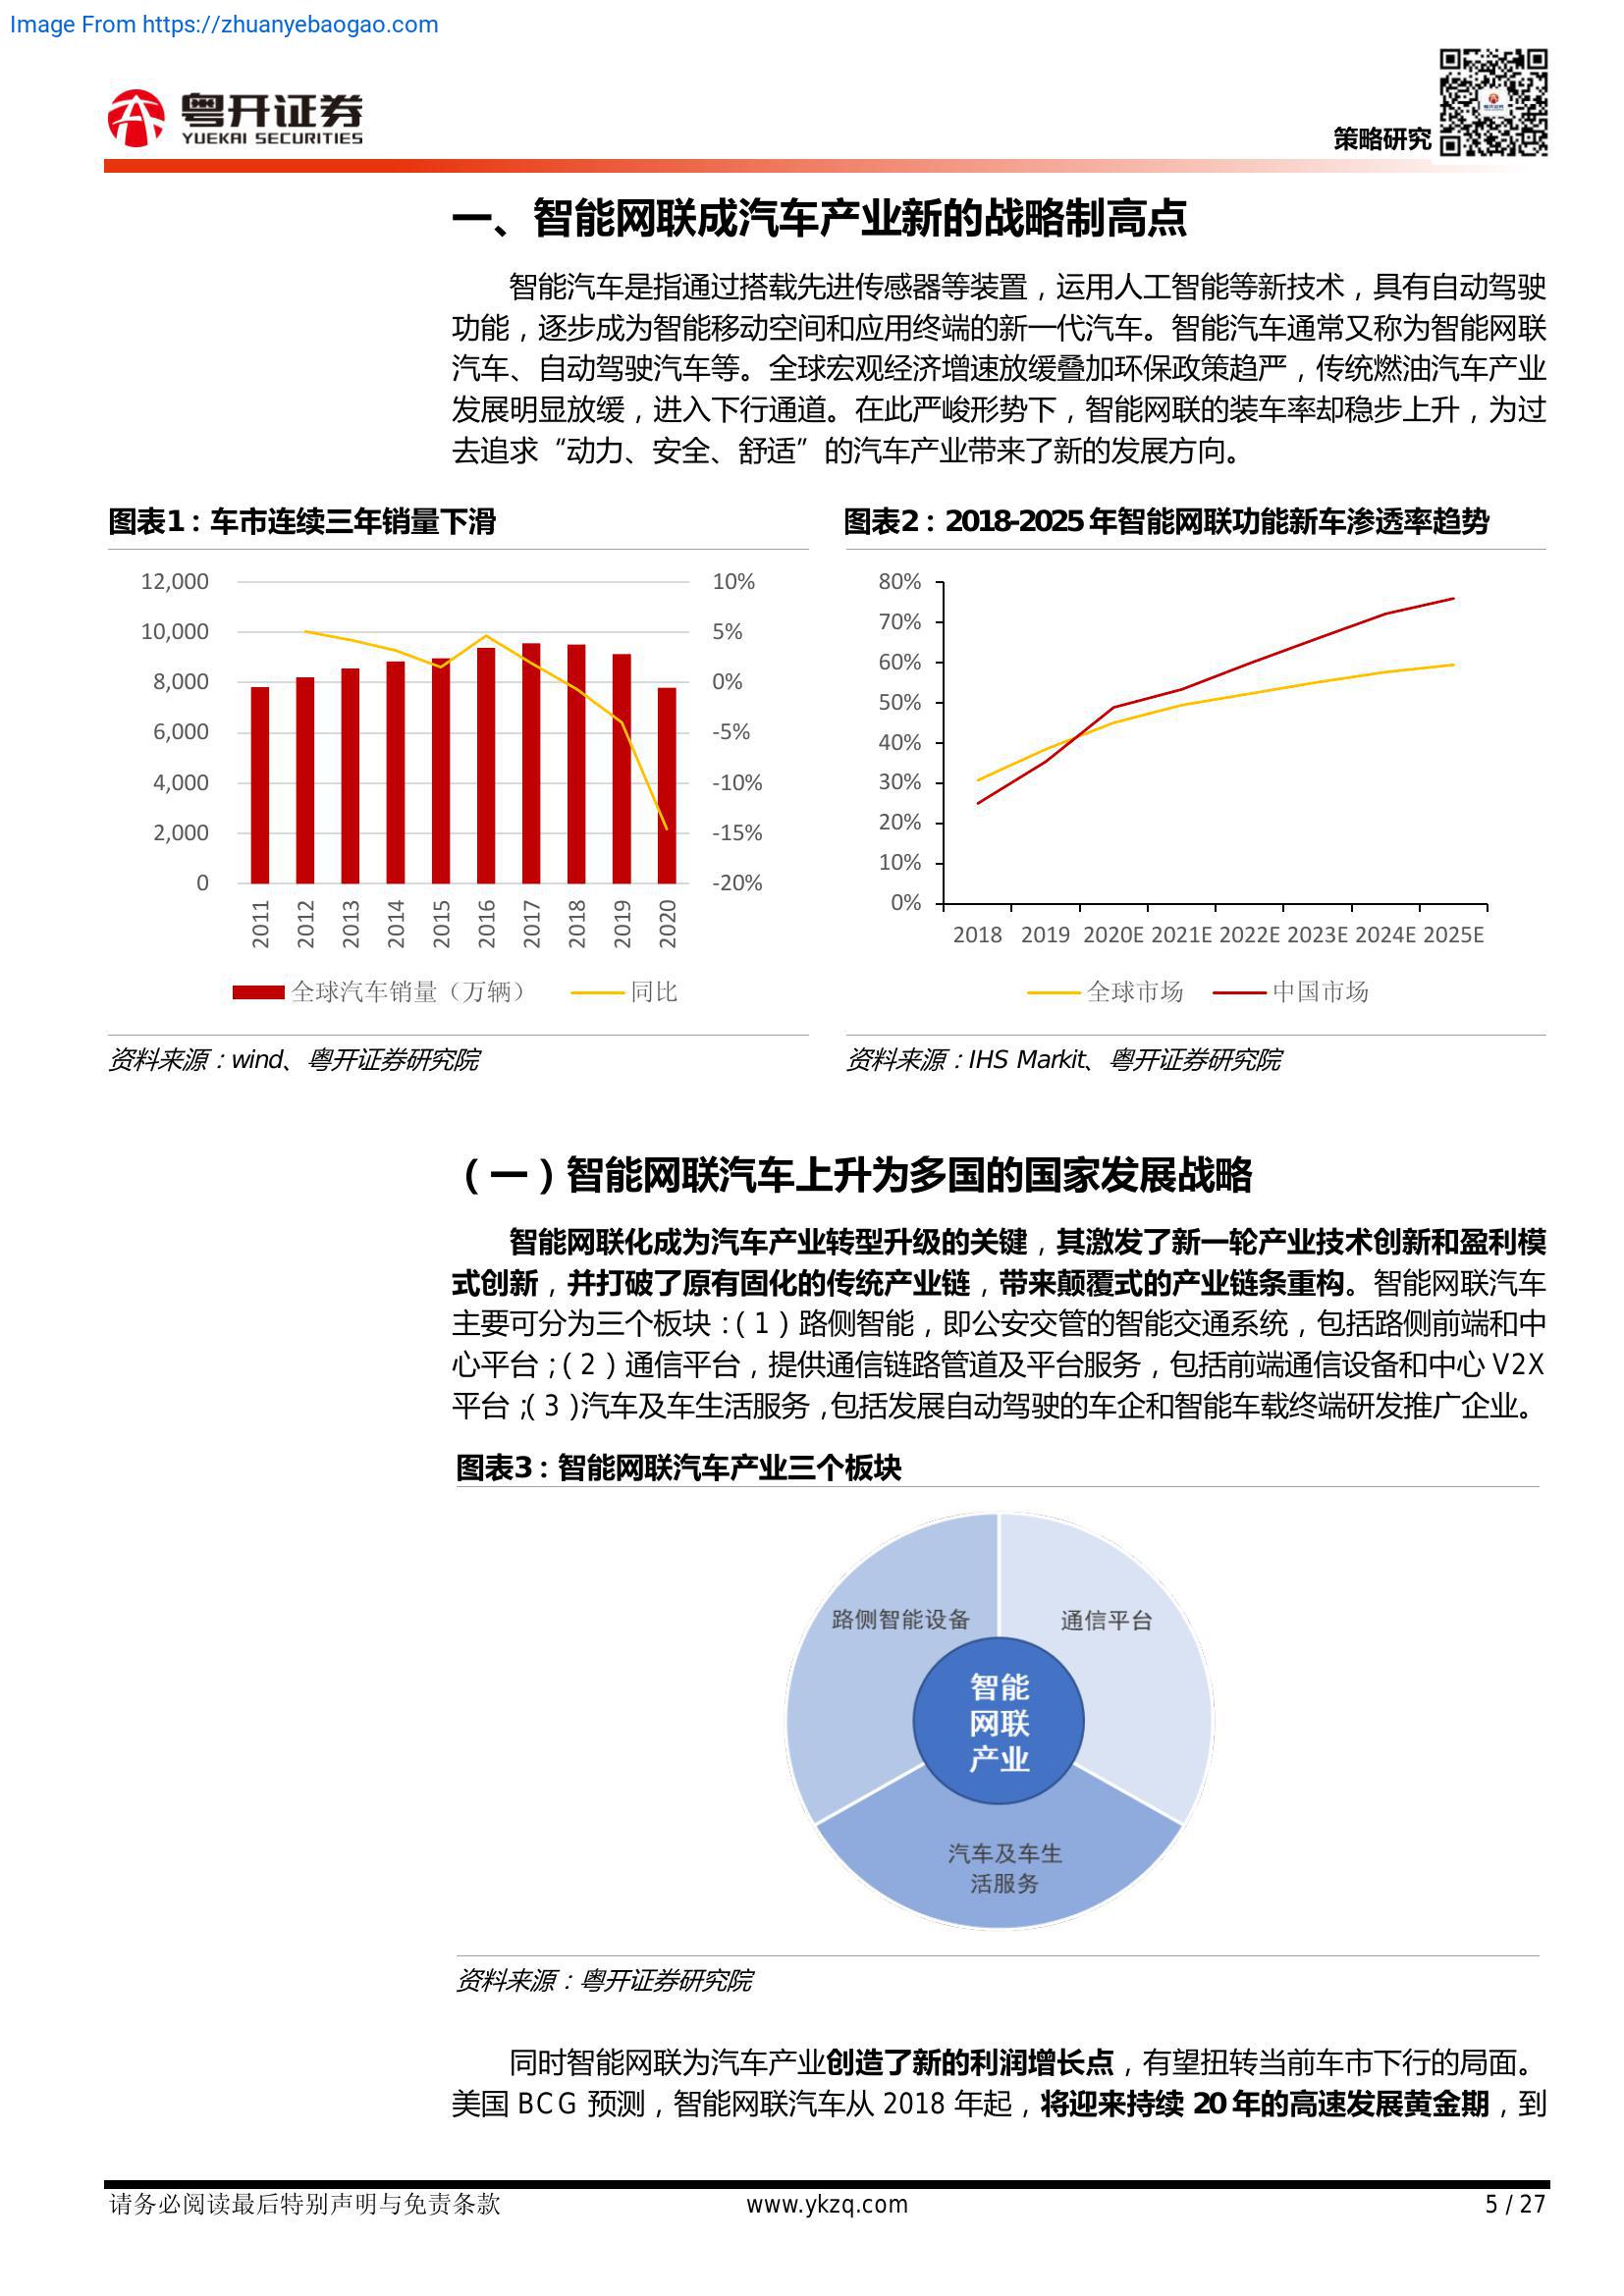 Image From https://zhuanyebaogao.com
粤开证券
YUEKAI SECURITIES
策略研究
一、智能网联成汽车产业新的战略制高点
智能汽车是指通过搭载先进传感器等装置，运用人工智能等新技术，具有自动驾驶
功能，逐步成为智能移动空间和应用终端的新一代汽车。智能汽车通常又称为智能网联
汽车、自动驾驶汽车等。全球宏观经济增速放缓叠加环保政策趋严，传统燃油汽车产业
发展明显放缓，进入下行通道。在此严峻形势下，智能网联的装车率却稳步上升，为过
去追求“动力、安全、舒适”的汽车产业带来了新的发展方向。
图表1：车市连续三年销量下滑
12,000
10,000
8,000
6,000
4,000
2,000
0
10%
5%
0%
-5%
-10%
-15%
-20%
2011 2012 2013 2014 2015 2016 2017 2018 2019 2020
全球汽车销量（万辆） 同比
资料来源：wind、粤开证券研究院
图表2：2018-2025年智能网联功能新车渗透率趋势
80%
70%
60%
50%
40%
30%
20%
10%
0%
2018 2019 2020E 2021E 2022E 2023E 2024E 2025E
全球市场 中国市场
资料来源：IHS Markit、粤开证券研究院
（一）智能网联汽车上升为多国的国家发展战略
智能网联化成为汽车产业转型升级的关键，其激发了新一轮产业技术创新和盈利模
式创新，并打破了原有固化的传统产业链，带来颠覆式的产业链条重构。智能网联汽车
主要可分为三个板块：（1）路侧智能，即公安交管的智能交通系统，包括路侧前端和中
心平台；（2）通信平台，提供通信链路管道及平台服务，包括前端通信设备和中心V2X
平台；（3）汽车及车生活服务，包括发展自动驾驶的车企和智能车载终端研发推广企业。
图表3：智能网联汽车产业三个板块
路侧智能设备
通信平台
智能
网联
产业
汽车及车生
活服务
资料来源：粤开证券研究院
同时智能网联为汽车产业创造了新的利润增长点，有望扭转当前车市下行的局面。
美国 BCG 预测，智能网联汽车从 2018 年起，将迎来持续 20 年的高速发展黄金期，到
请务必阅读最后特别声明与免责条款
www.ykzq.com
5 / 27